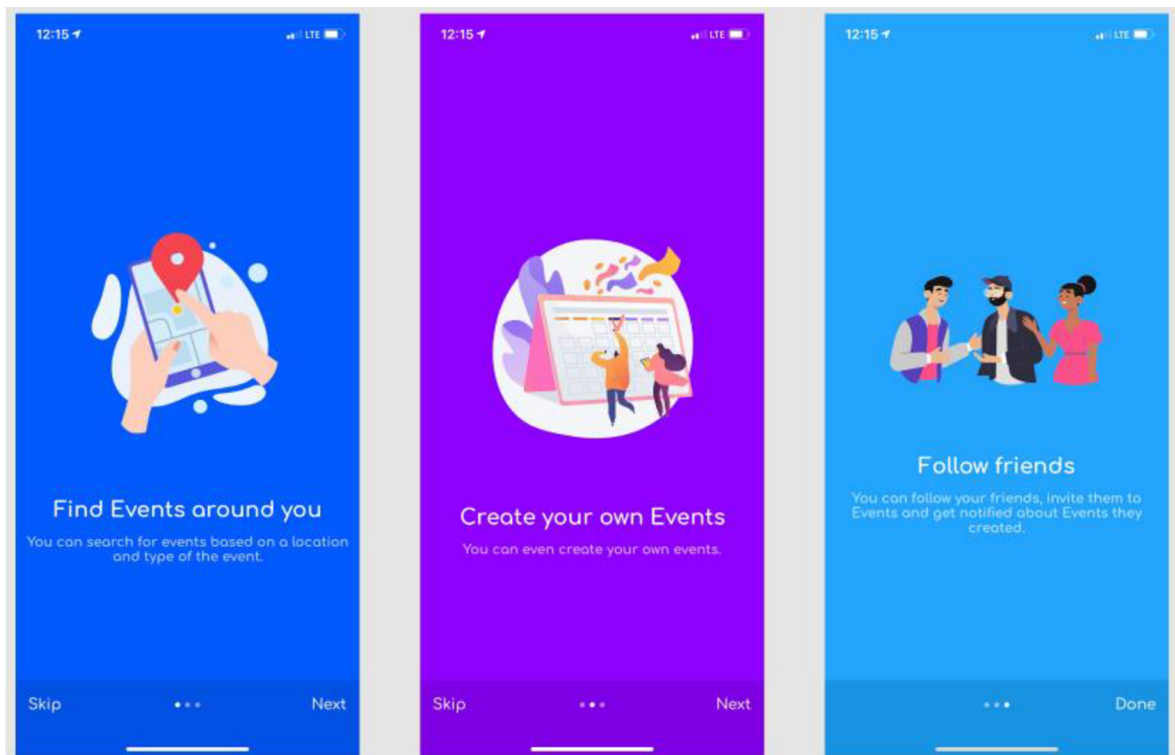 12:15
LTE
Find Events around you
You can search for events based on a location
and type of the event.
Skip
Next
12:15
LTE
Create your own Events
You can even create your own events.
Skip
Next
12:15
LTE
Follow friends
You can follow your friends, invite them to
Events and get notified about Events they
created.
Done